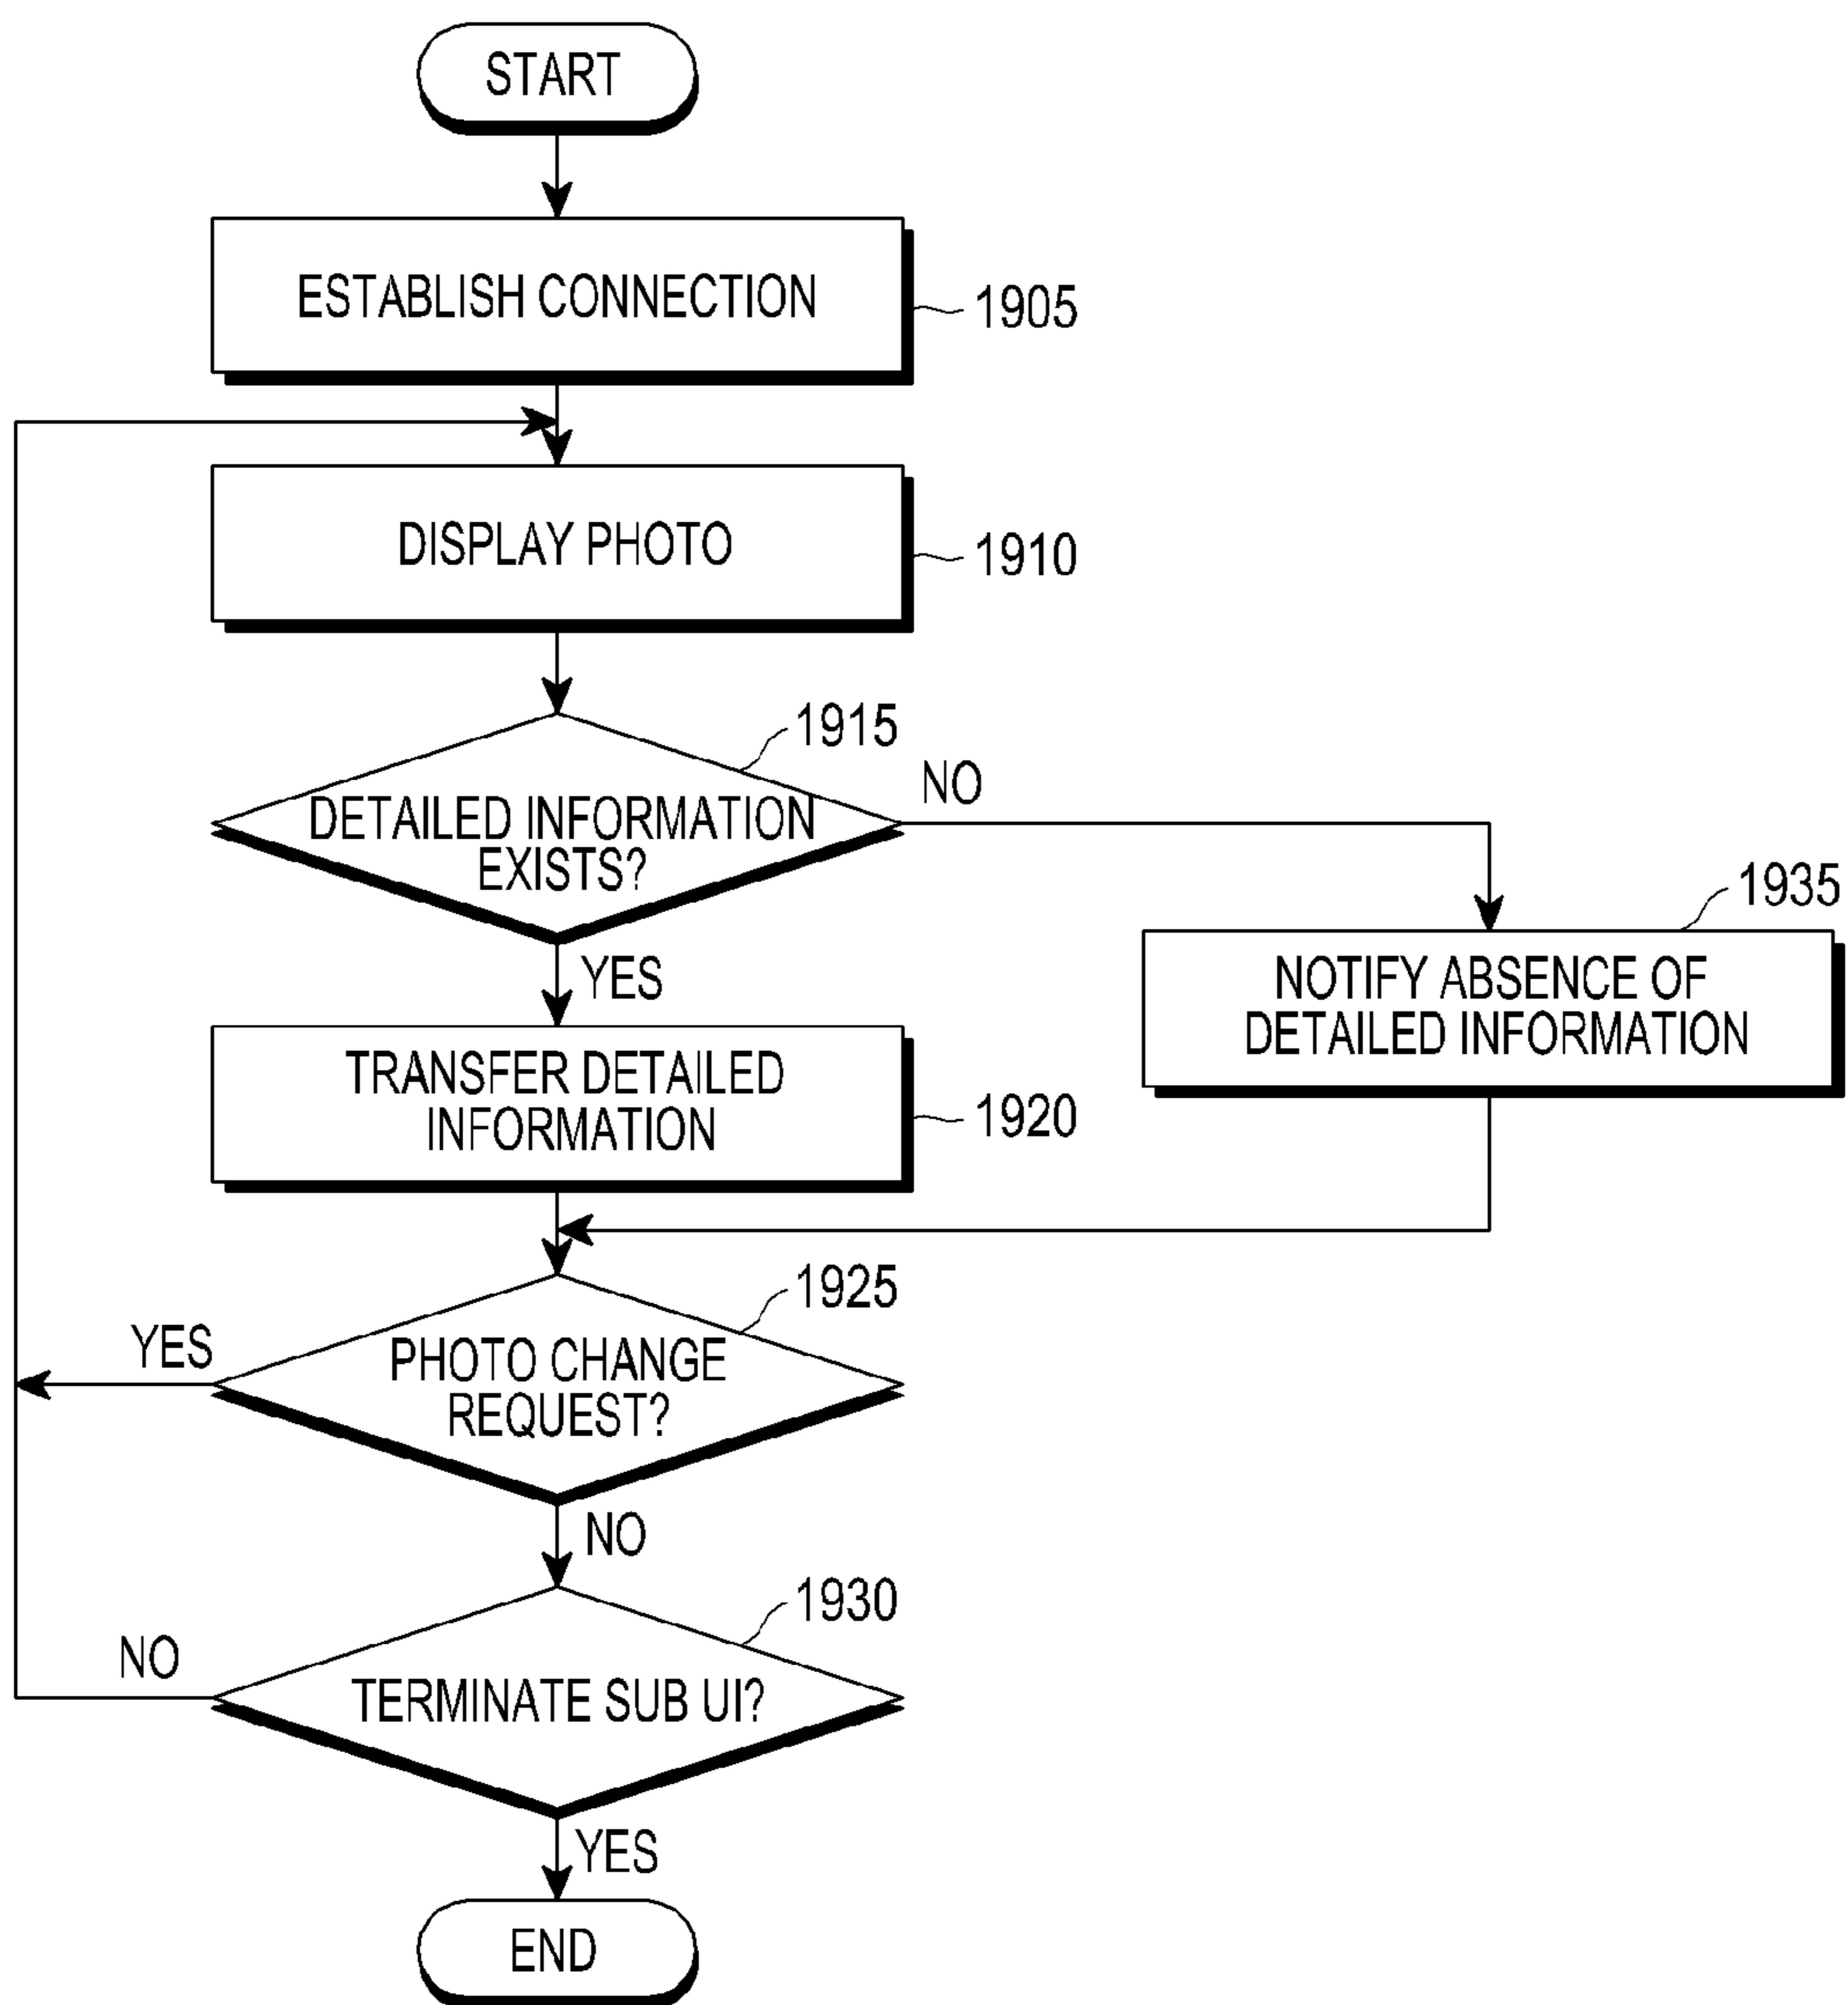 START
ESTABLISH CONNECTION
1905
DISPLAY PHOTO
1910
1915
DETAILED INFORMATION
EXISTS?
NO
YES
1935
NOTIFY ABSENCE OF
DETAILED INFORMATION
TRANSFER DETAILED
INFORMATION
1920
1925
PHOTO CHANGE
REQUEST?
YES
NO
1930
TERMINATE SUB UI?
NO
YES
END